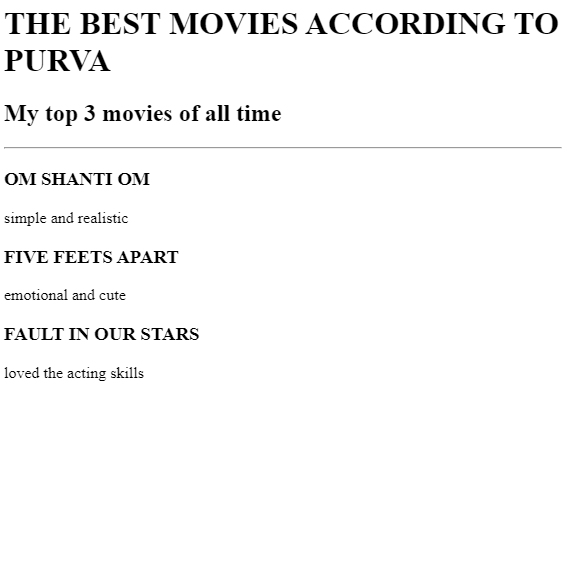 THE BEST MOVIES ACCORDING TO
PURVA
My top 3 movies of all time
OM SHANTI OM
simple and realistic
FIVE FEETS APART
emotional and cute
FAULT IN OUR STARS
loved the acting skills